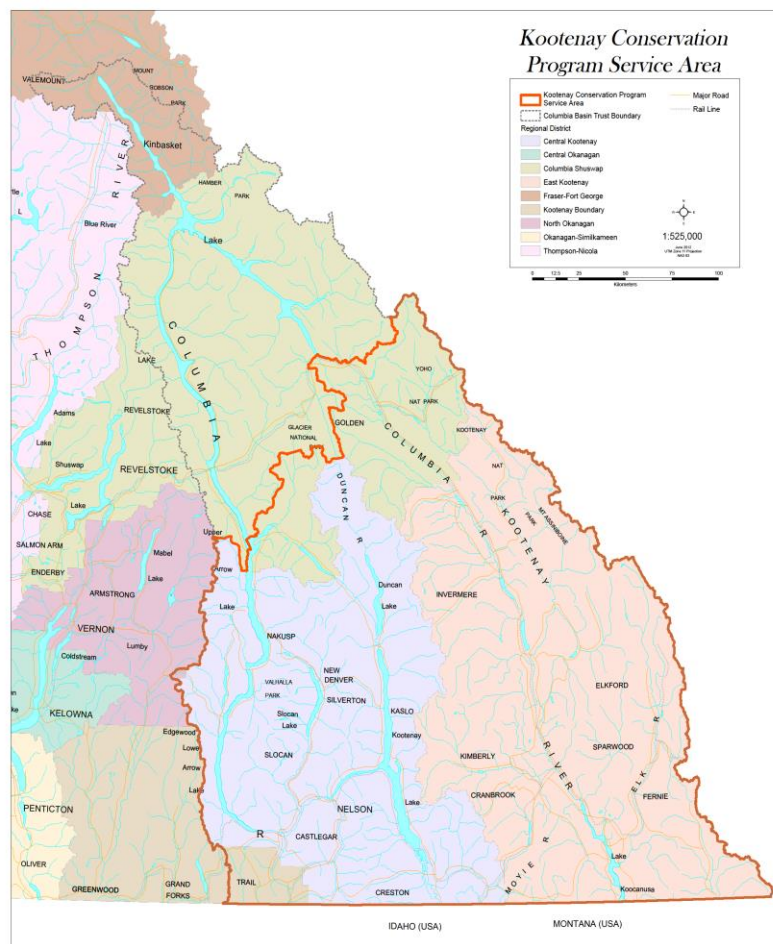 Kootenay Conservation
Program Service Area
Kootenay Conservation Program
Service Area
Columbia Basin Trust Boundary
Major Road
Rail Line
Regional District
Central Kootenay
Central Okanagan
Columbia Shuswap
East Kootenay
Fraser-Fort George
Kootenay Boundary
North Okanagan
Okanagan-Similkameen
Thompson-Nicola
1:525,000
Kilometers
MOUNT
ROBSON
PARK
VALEMOUNT
Kinbasket
RIVER
HAMBER
PARK
Blue River
Lake
THOMPSON
COLUMBIA
LAKE
REVELSTOKE
Adams
Lake
Shuswap
Lake
REVELSTOKE
CHASE
SALMON ARM
ENDERBY
GLACIER
NATIONAL
GOLDEN
YOHO
NAT PARK
COLUMBIA
R
KOOTENAY
NAT
PARK
MT ASSINIBOINE
PARK
KOOTENAY
RIVER
DUNCAN R
Upper
Arrow
Lake
Mabel
Lake
ARMSTRONG
VERNON
Lumby
Coldstream
KELOWNA
Duncan
Lake
INVERMERE
NAKUSP
VALHALLA
PARK
NEW
DENVER
SILVERTON
Slocan
Lake
SLOCAN
KASLO
Kootenay
Lake
ELKFORD
SPARWOOD
ELK R
FERNIE
KIMBERLY
CRANBROOK
Edgewood
Lowe
Arrow
Lake
R
NELSON
CASTLEGAR
PENTICTON
OLIVER
GREENWOOD
GRAND
FORKS
TRAIL
CRESTON
MOYIE R
Lake
Koocanusa
IDAHO (USA)
MONTANA (USA)